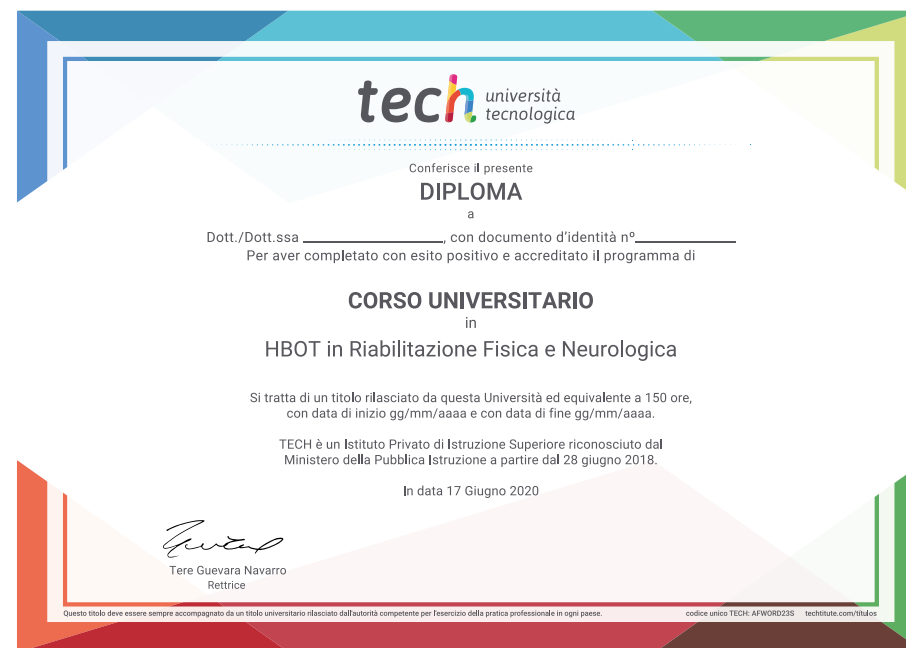 tech università
tecnologica
Conferisce il presente
DIPLOMA
a
Dott./Dott.ssa ____________________, con documento d'identità nº______________
Per aver completato con esito positivo e accreditato il programma di
CORSO UNIVERSITARIO
in
HBOT in Riabilitazione Fisica e Neurologica
Si tratta di un titolo rilasciato da questa Università ed equivalente a 150 ore,
con data di inizio gg/mm/aaaa e con data di fine gg/mm/aaaa.
TECH è un Istituto Privato di Istruzione Superiore riconosciuto dal
Ministero della Pubblica Istruzione a partire dal 28 giugno 2018.
In data 17 Giugno 2020
Tere Guevara Navarro
Rettrice
Questo titolo deve essere sempre accompagnato da un titolo universitario rilasciato dall'autorità competente per l'esercizio della pratica professionale in ogni paese. codice unico TECH: AFWORD23S techtitute.com/titulos